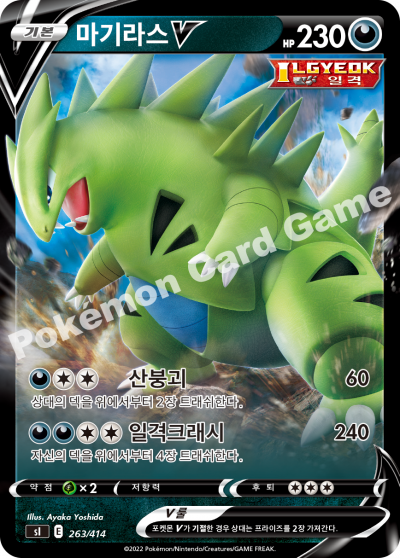 기본 마기라스V HP 230
ILGYEOK
일격
Pokémon Card Game
산붕괴 60
상대의 덱을 위에서부터 2장 트래쉬한다.
일격크래시 240
자신의 덱을 위에서부터 4장 트래쉬한다.
약점 ×2 저항력 후퇴
Illus. Ayaka Yoshida
V룰
포켓몬V가 기절한 경우 상대는 프라이즈를 2장 가져간다.
sI E 263/414
©2022 Pokémon/Nintendo/Creatures/GAME FREAK.